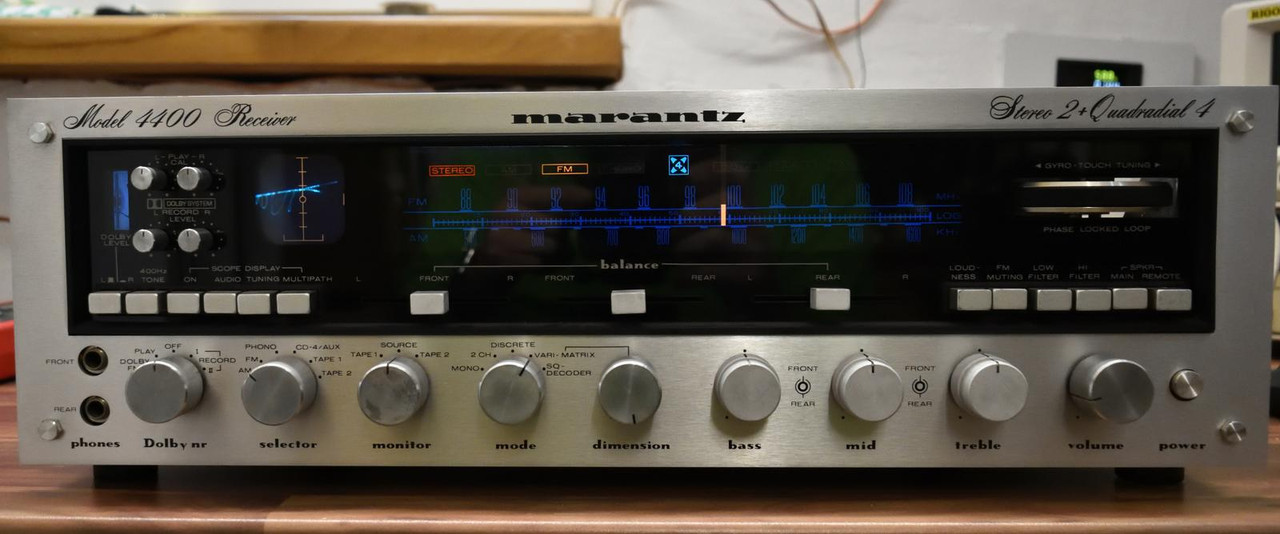 RIGO
Model 4400 Receiver
marantz
Stereo 2+Quadradial 4
L - PLAY - R
CAL
DOLBY SYSTEM
L RECORD R
LEVEL
DOLBY
LEVEL
STEREO
FM
4
FM 88 90 92 94 96 98 100 102 104 106 108 MHz
LOG
AM
KHz
◄ GYRO-TOUCH TUNING ►
PHASE LOCKED LOOP
400Hz
TONE
SCOPE DISPLAY
ON AUDIO TUNING MULTIPATH
balance
L FRONT R FRONT REAR L REAR R
LOUD-
NESS
FM
MUTING
LOW
FILTER
HI
FILTER
SPKR
MAIN REMOTE
FRONT
REAR
phones
OFF
PLAY
DOLBY
FM
I
RECORD
II
Dolby nr
PHONO
FM
AM
CD-4/AUX
TAPE 1
TAPE 2
selector
SOURCE
TAPE 1
TAPE 2
monitor
DISCRETE
2 CH
MONO
VARI-MATRIX
SQ-
DECODER
mode
dimension
bass
FRONT
REAR
mid
FRONT
REAR
treble
volume
power